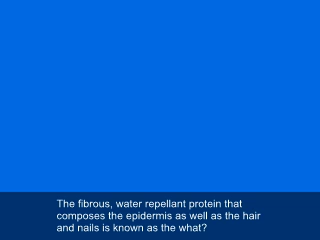 The fibrous, water repellant protein that
composes the epidermis as well as the hair
and nails is known as the what?